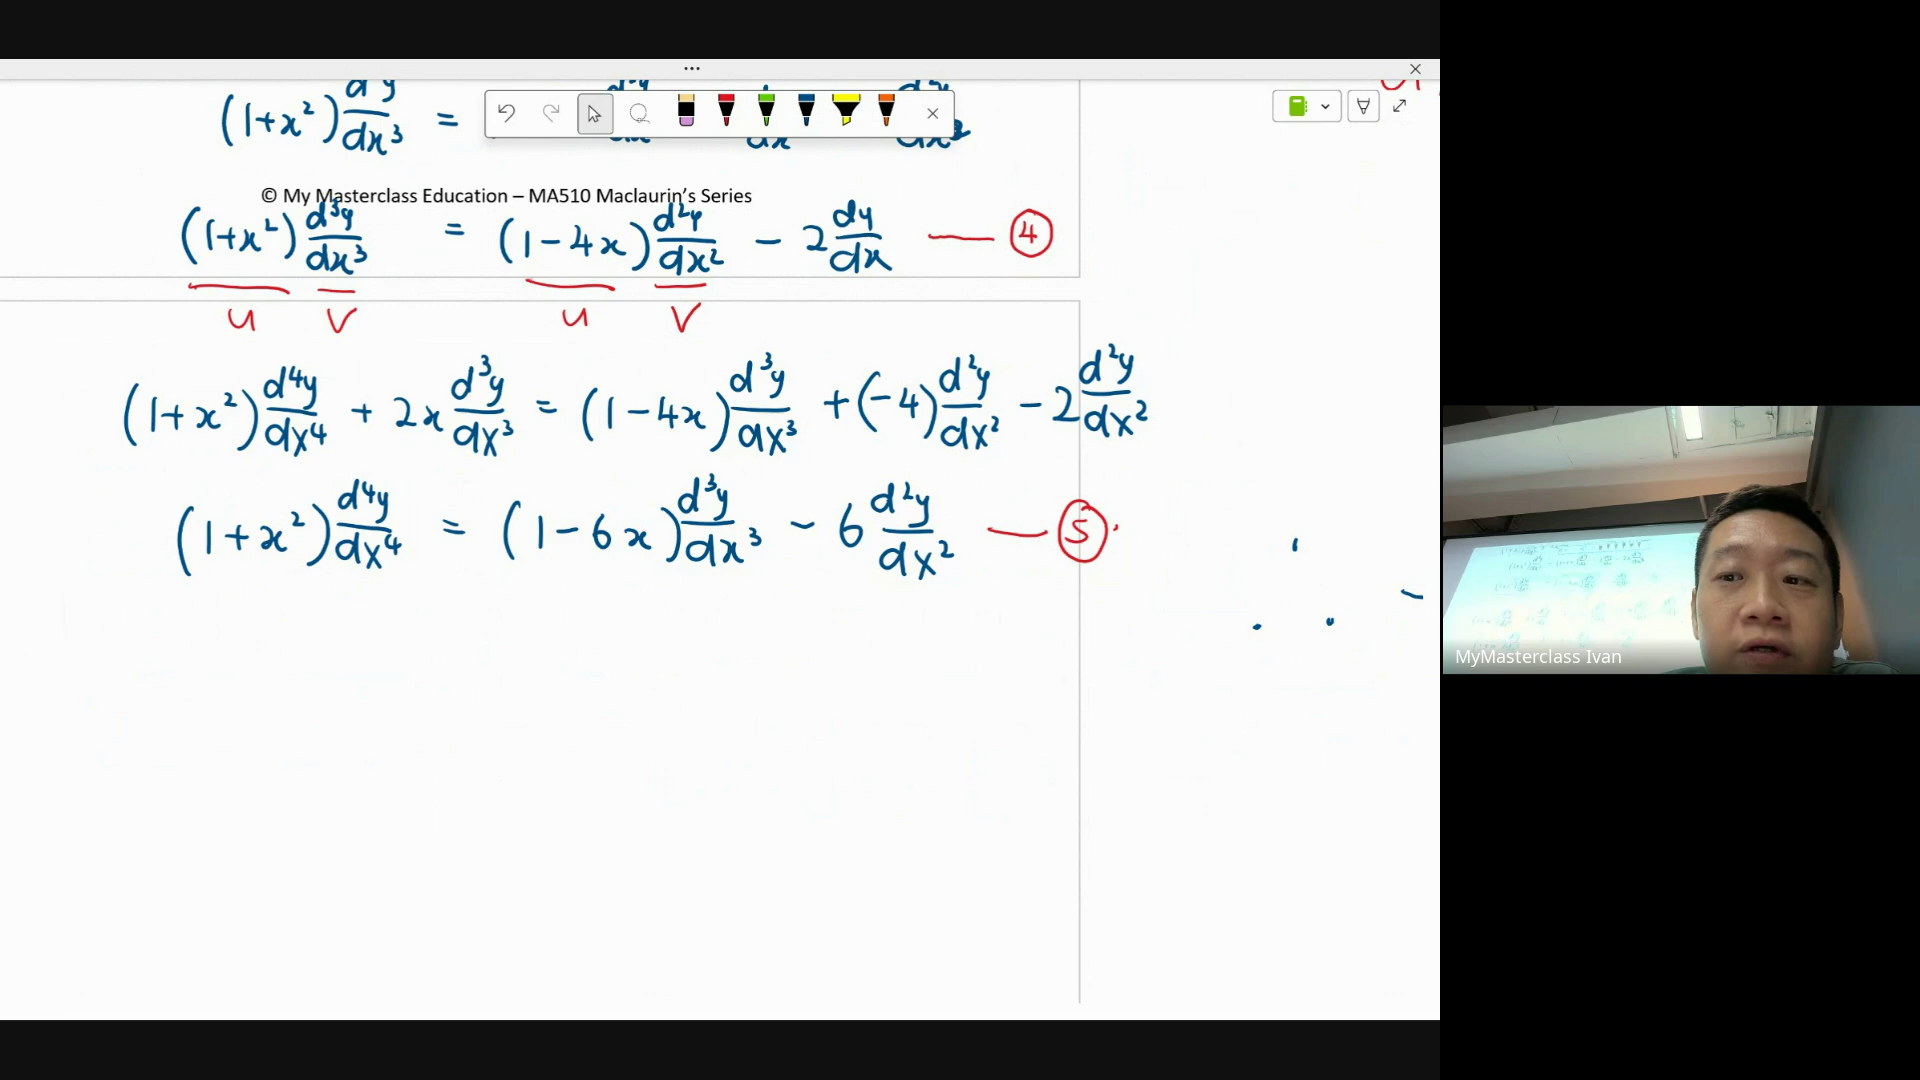 (1+x²) d³y/dx³ =
© My Masterclass Education – MA510 Maclaurin's Series
(1+x²) d³y/dx³ = (1-4x) d²y/dx² - 2 dy/dx — ④
u v u v
(1+x²) d⁴y/dx⁴ + 2x d³y/dx³ = (1-4x) d³y/dx³ + (-4) d²y/dx² - 2 d²y/dx²
(1+x²) d⁴y/dx⁴ = (1-6x) d³y/dx³ - 6 d²y/dx² — ⑤
MyMasterclass Ivan